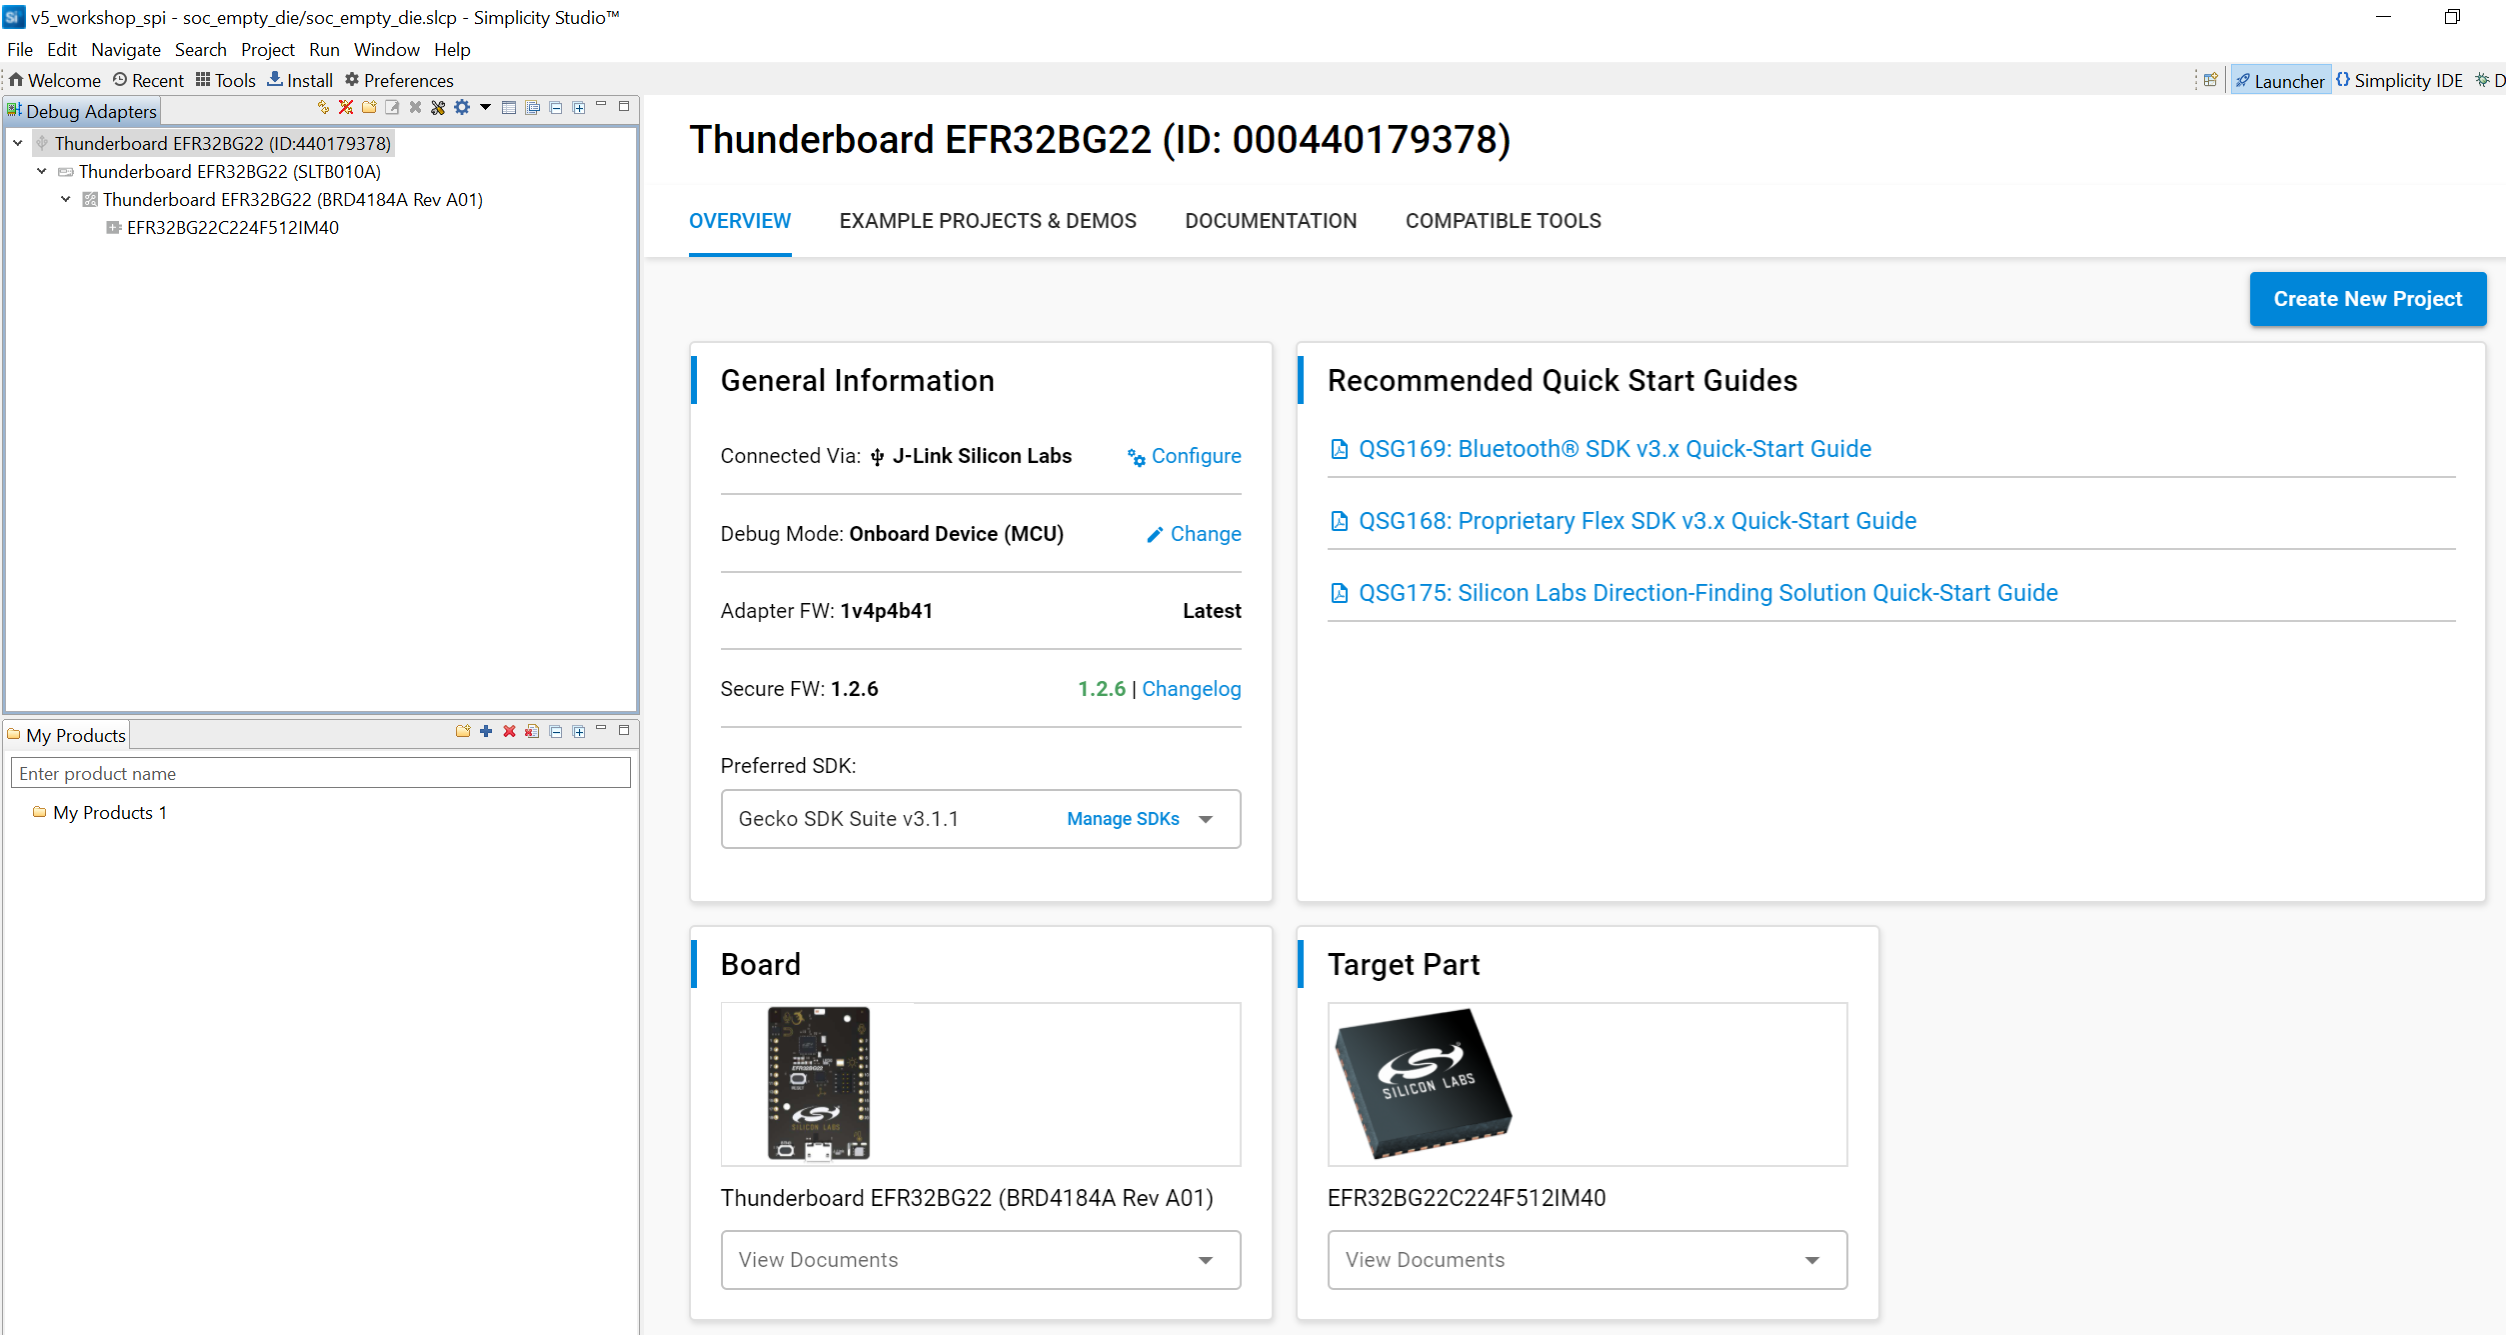 v5_workshop_spi - soc_empty_die/soc_empty_die.slcp - Simplicity Studio™
File Edit Navigate Search Project Run Window Help
Welcome Recent Tools Install Preferences
Launcher Simplicity IDE D
Debug Adapters
Thunderboard EFR32BG22 (ID:440179378)
Thunderboard EFR32BG22 (SLTB010A)
Thunderboard EFR32BG22 (BRD4184A Rev A01)
EFR32BG22C224F512IM40
My Products
Enter product name
My Products 1
Thunderboard EFR32BG22 (ID: 000440179378)
OVERVIEW EXAMPLE PROJECTS & DEMOS DOCUMENTATION COMPATIBLE TOOLS
Create New Project
General Information
Connected Via: J-Link Silicon Labs Configure
Debug Mode: Onboard Device (MCU) Change
Adapter FW: 1v4p4b41 Latest
Secure FW: 1.2.6 1.2.6 | Changelog
Preferred SDK:
Gecko SDK Suite v3.1.1 Manage SDKs
Recommended Quick Start Guides
QSG169: Bluetooth® SDK v3.x Quick-Start Guide
QSG168: Proprietary Flex SDK v3.x Quick-Start Guide
QSG175: Silicon Labs Direction-Finding Solution Quick-Start Guide
Board
EFR32BG22
SILICON LABS
Thunderboard EFR32BG22 (BRD4184A Rev A01)
View Documents
Target Part
SILICON LABS
EFR32BG22C224F512IM40
View Documents